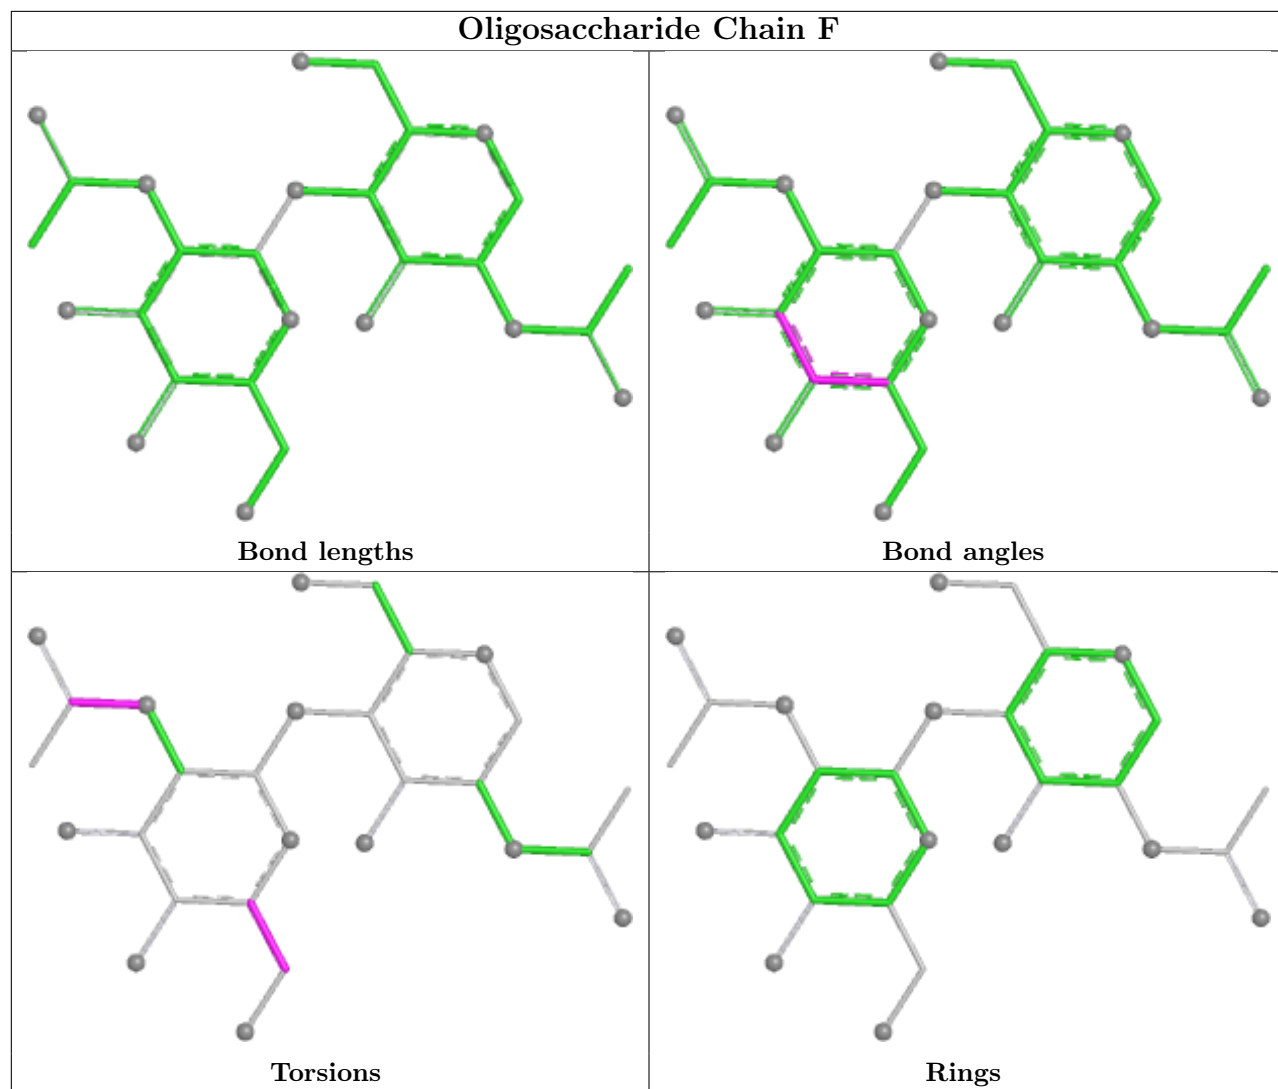 Oligosaccharide Chain F
Bond lengths
Bond angles
Torsions
Rings